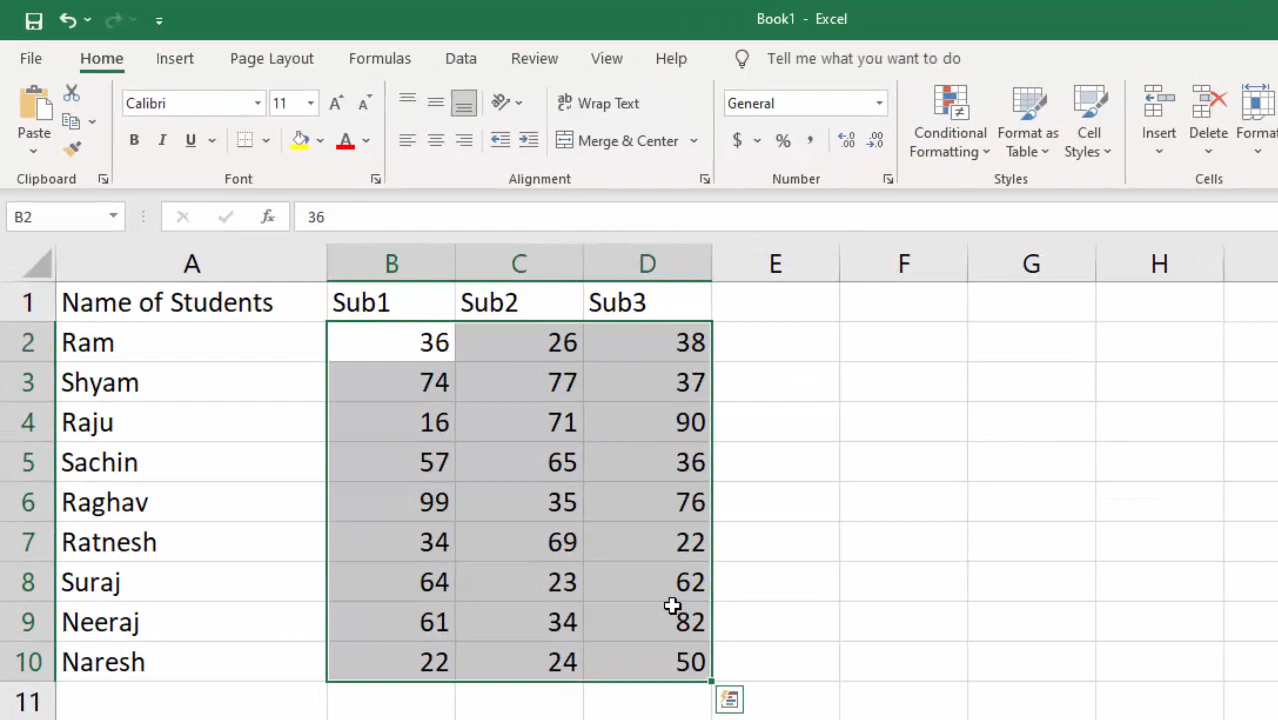 Book1 - Excel
File Home Insert Page Layout Formulas Data Review View Help Tell me what you want to do
Calibri 11 A A Wrap Text General
Paste B I U A Merge & Center $ % , Conditional Formatting Format as Table Cell Styles Insert Delete Format
Clipboard Font Alignment Number Styles Cells
B2 fx 36
A B C D E F G H
1 Name of Students Sub1 Sub2 Sub3
2 Ram 36 26 38
3 Shyam 74 77 37
4 Raju 16 71 90
5 Sachin 57 65 36
6 Raghav 99 35 76
7 Ratnesh 34 69 22
8 Suraj 64 23 62
9 Neeraj 61 34 82
10 Naresh 22 24 50
11